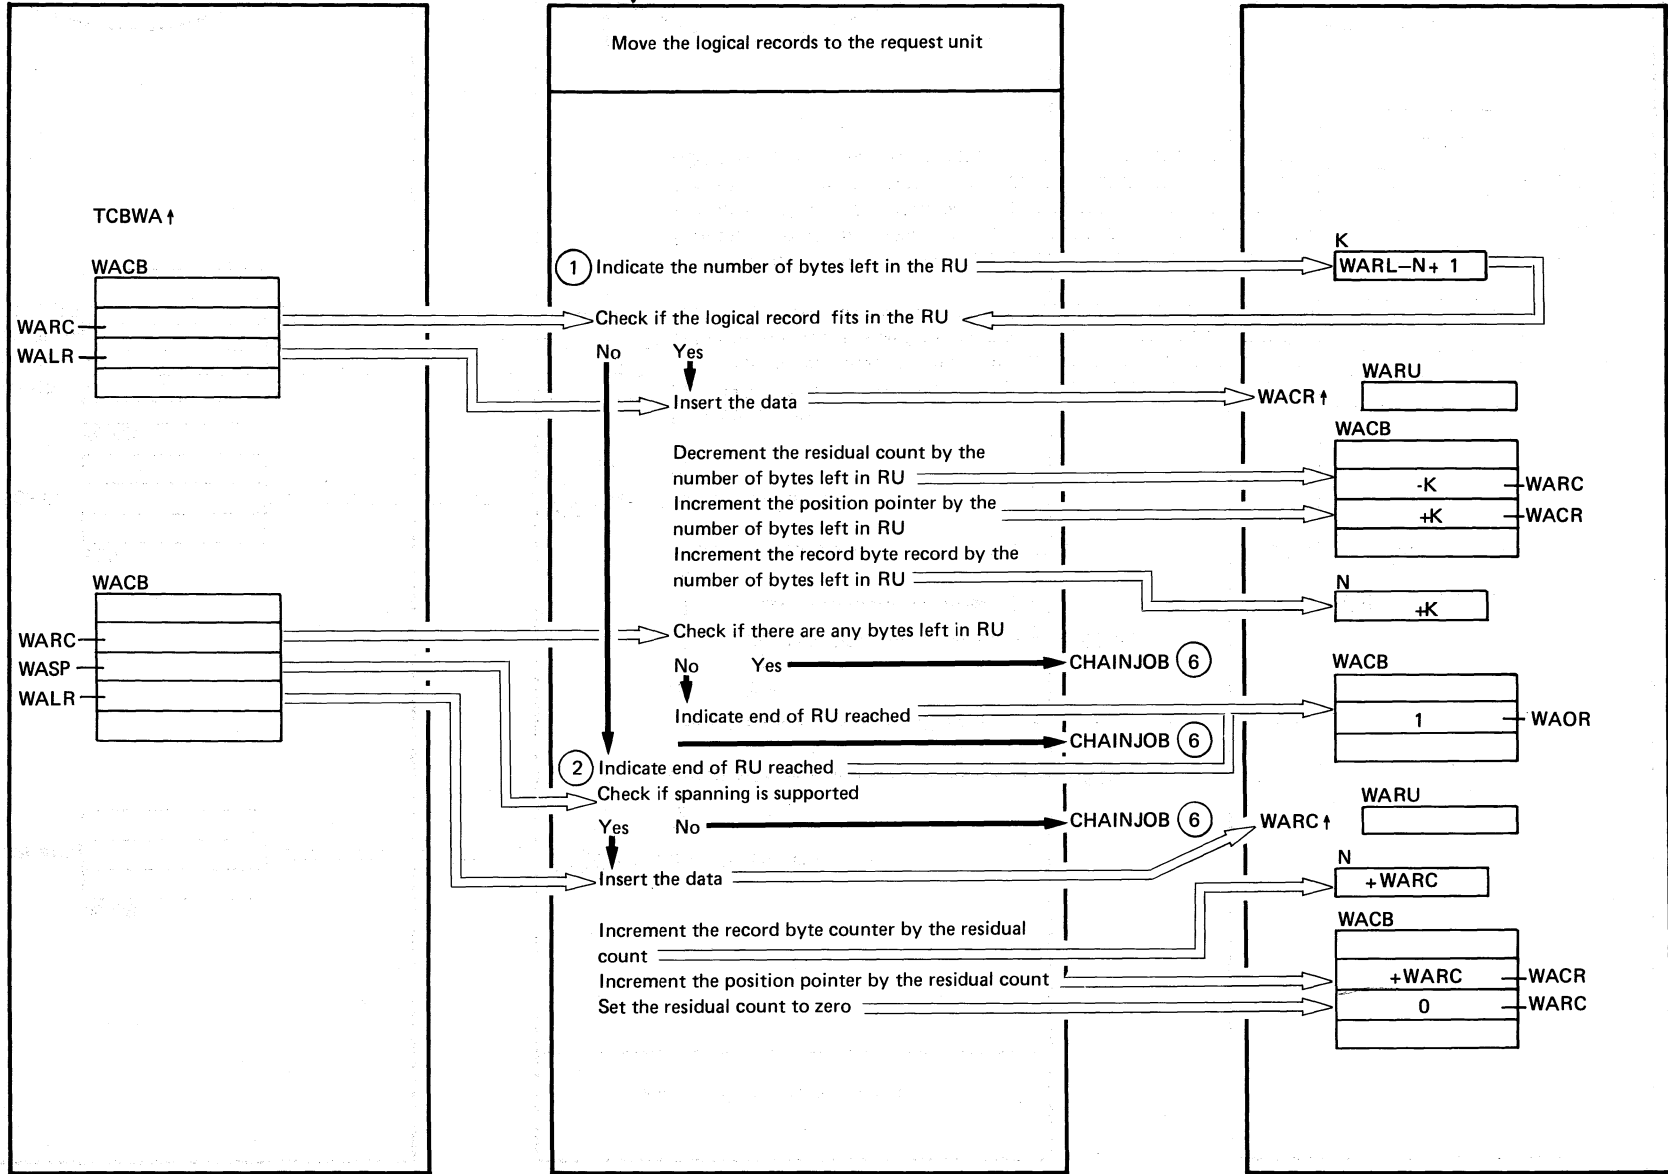 Move the logical records to the request unit
TCBWA↑
WACB
WARC
WALR
K
1 Indicate the number of bytes left in the RU
WARL–N+ 1
Check if the logical record fits in the RU
No Yes
Insert the data
WACR↑
WARU
WACB
Decrement the residual count by the
number of bytes left in RU
-K
WARC
Increment the position pointer by the
number of bytes left in RU
+K
WACR
Increment the record byte record by the
number of bytes left in RU
N
+K
WACB
WARC
WASP
WALR
Check if there are any bytes left in RU
No Yes
CHAINJOB 6
WACB
Indicate end of RU reached
1
WAOR
CHAINJOB 6
2 Indicate end of RU reached
Check if spanning is supported
Yes No
CHAINJOB 6
WARC↑
WARU
Insert the data
N
+WARC
Increment the record byte counter by the residual
count
WACB
Increment the position pointer by the residual count
+WARC
WACR
Set the residual count to zero
0
WARC